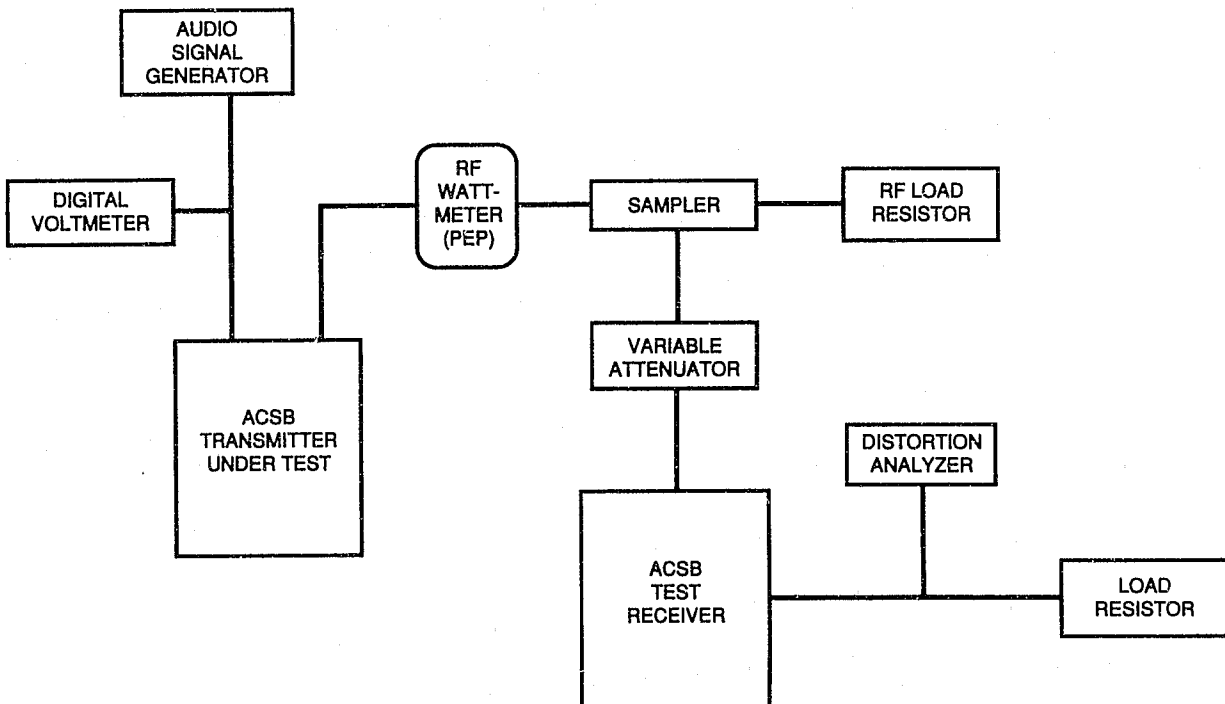 AUDIO
SIGNAL
GENERATOR
DIGITAL
VOLTMETER
RF
WATT-
METER
(PEP)
SAMPLER
RF LOAD
RESISTOR
VARIABLE
ATTENUATOR
ACSB
TRANSMITTER
UNDER TEST
DISTORTION
ANALYZER
ACSB
TEST
RECEIVER
LOAD
RESISTOR